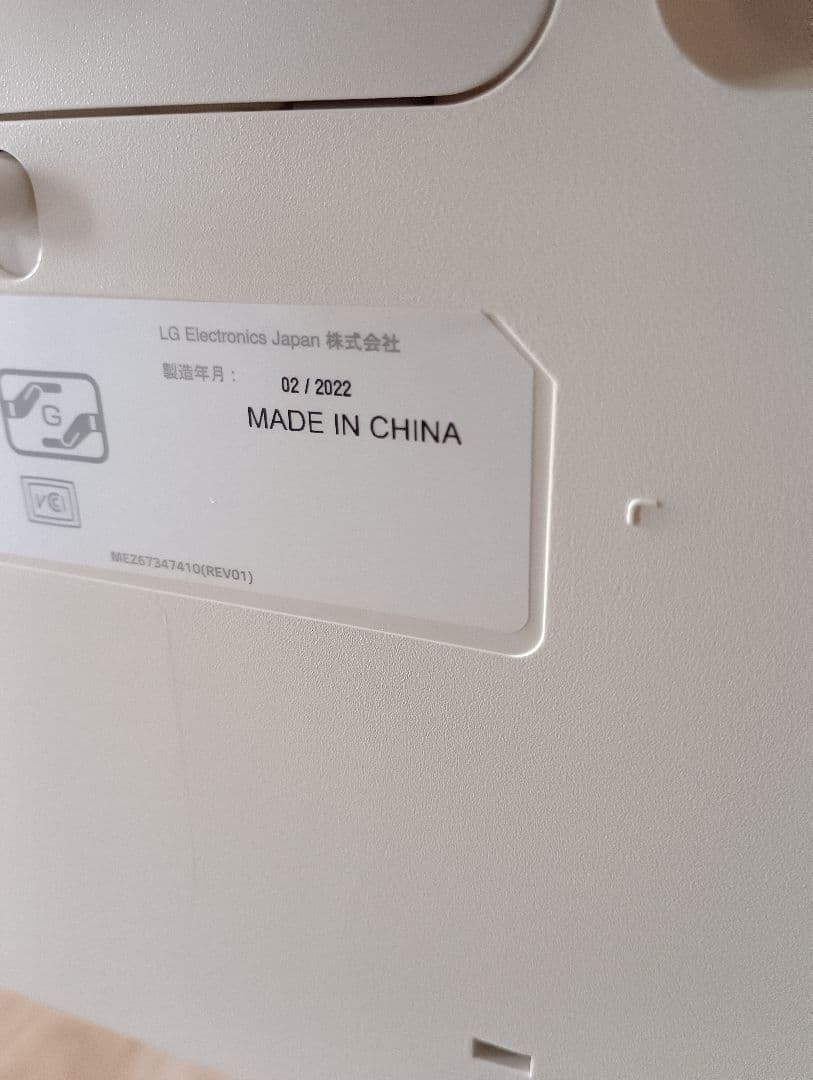 LG Electronics Japan 株式会社
製造年月 : 02 / 2022
MADE IN CHINA
G
VCI
MEZ67347410(REV01)